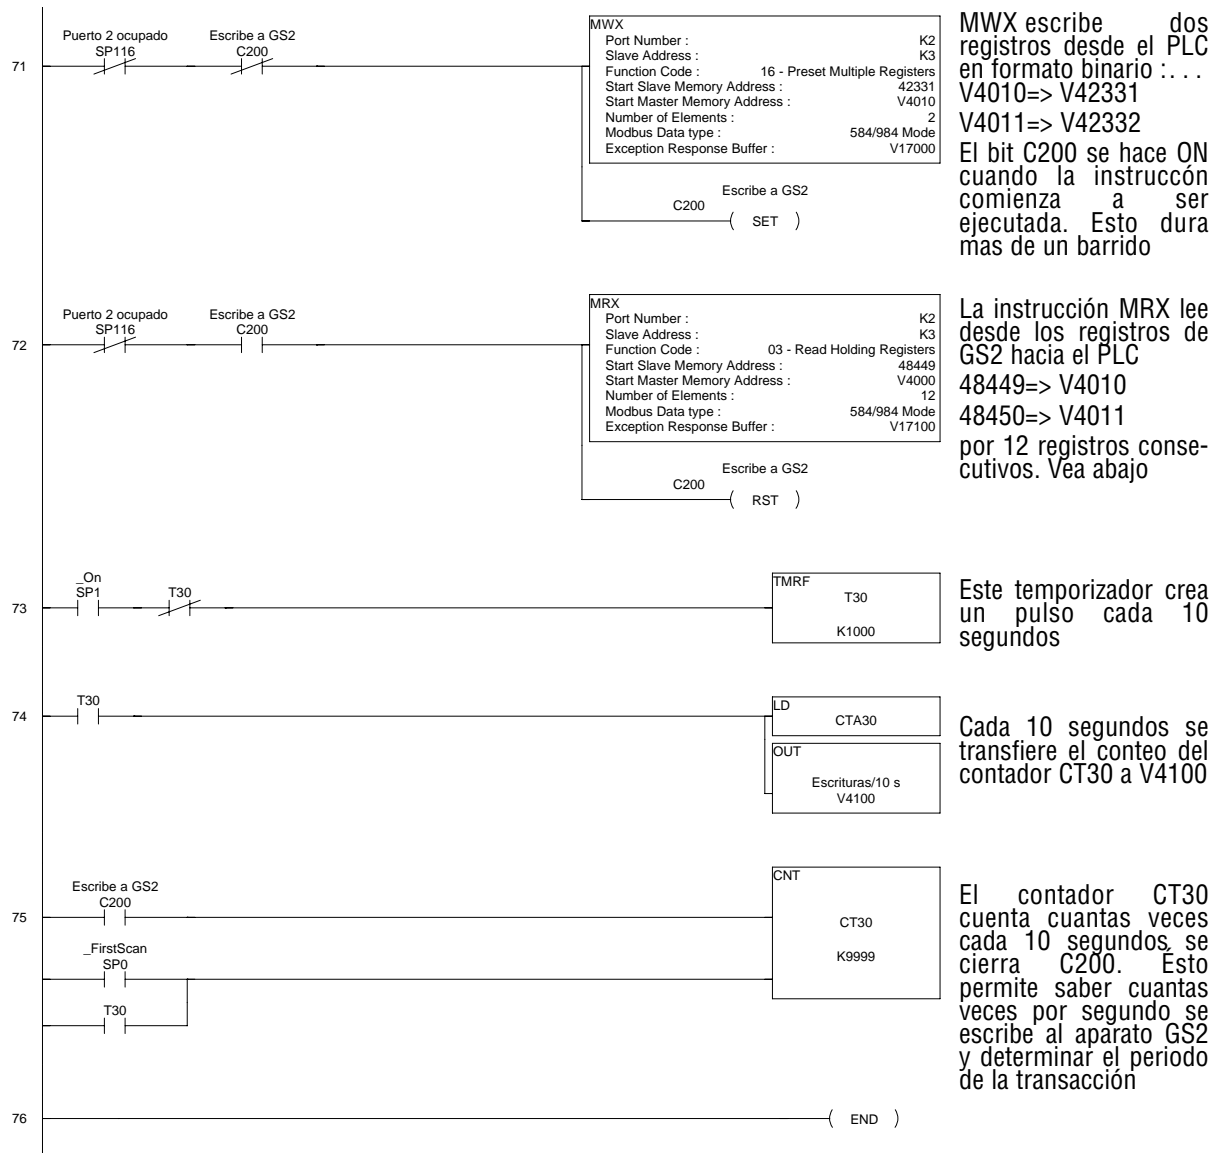 Puerto 2 ocupado
SP116
Escribe a GS2
C200
71
MWX
Port Number : K2
Slave Address : K3
Function Code : 16 - Preset Multiple Registers
Start Slave Memory Address : 42331
Start Master Memory Address : V4010
Number of Elements : 2
Modbus Data type : 584/984 Mode
Exception Response Buffer : V17000
Escribe a GS2
C200
SET
MWX escribe dos
registros desde el PLC
en formato binario :. . .
V4010=> V42331
V4011=> V42332
El bit C200 se hace ON
cuando la instruccón
comienza a ser
ejecutada. Esto dura
mas de un barrido
Puerto 2 ocupado
SP116
Escribe a GS2
C200
72
MRX
Port Number : K2
Slave Address : K3
Function Code : 03 - Read Holding Registers
Start Slave Memory Address : 48449
Start Master Memory Address : V4000
Number of Elements : 12
Modbus Data type : 584/984 Mode
Exception Response Buffer : V17100
Escribe a GS2
C200
RST
La instrucción MRX lee
desde los registros de
GS2 hacia el PLC
48449=> V4010
48450=> V4011
por 12 registros conse-
cutivos. Vea abajo
_On
SP1
T30
73
TMRF
T30
K1000
Este temporizador crea
un pulso cada 10
segundos
T30
74
LD
CTA30
OUT
Escrituras/10 s
V4100
Cada 10 segundos se
transfiere el conteo del
contador CT30 a V4100
Escribe a GS2
C200
75
_FirstScan
SP0
T30
CNT
CT30
K9999
El contador CT30
cuenta cuantas veces
cada 10 segundos se
cierra C200. Ésto
permite saber cuantas
veces por segundo se
escribe al aparato GS2
y determinar el periodo
de la transacción
76
END